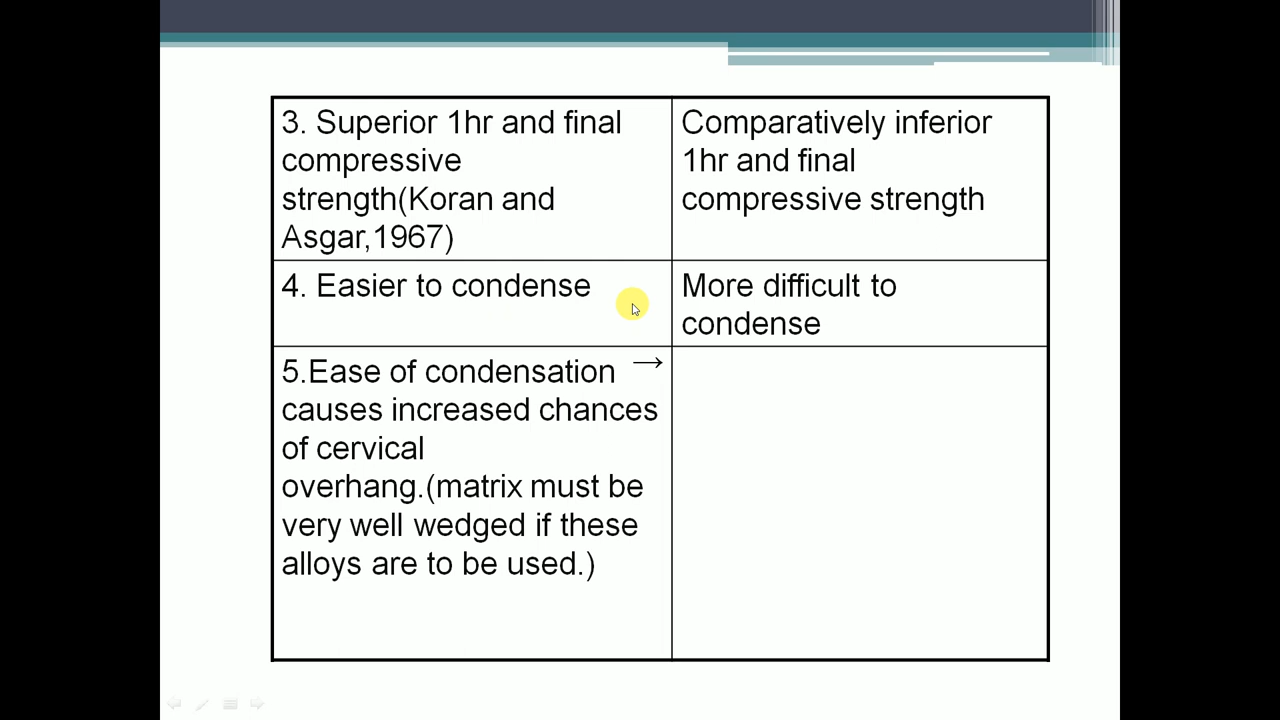 3. Superior 1hr and final
compressive
strength(Koran and
Asgar,1967)
Comparatively inferior
1hr and final
compressive strength
4. Easier to condense
More difficult to
condense
5.Ease of condensation →
causes increased chances
of cervical
overhang.(matrix must be
very well wedged if these
alloys are to be used.)